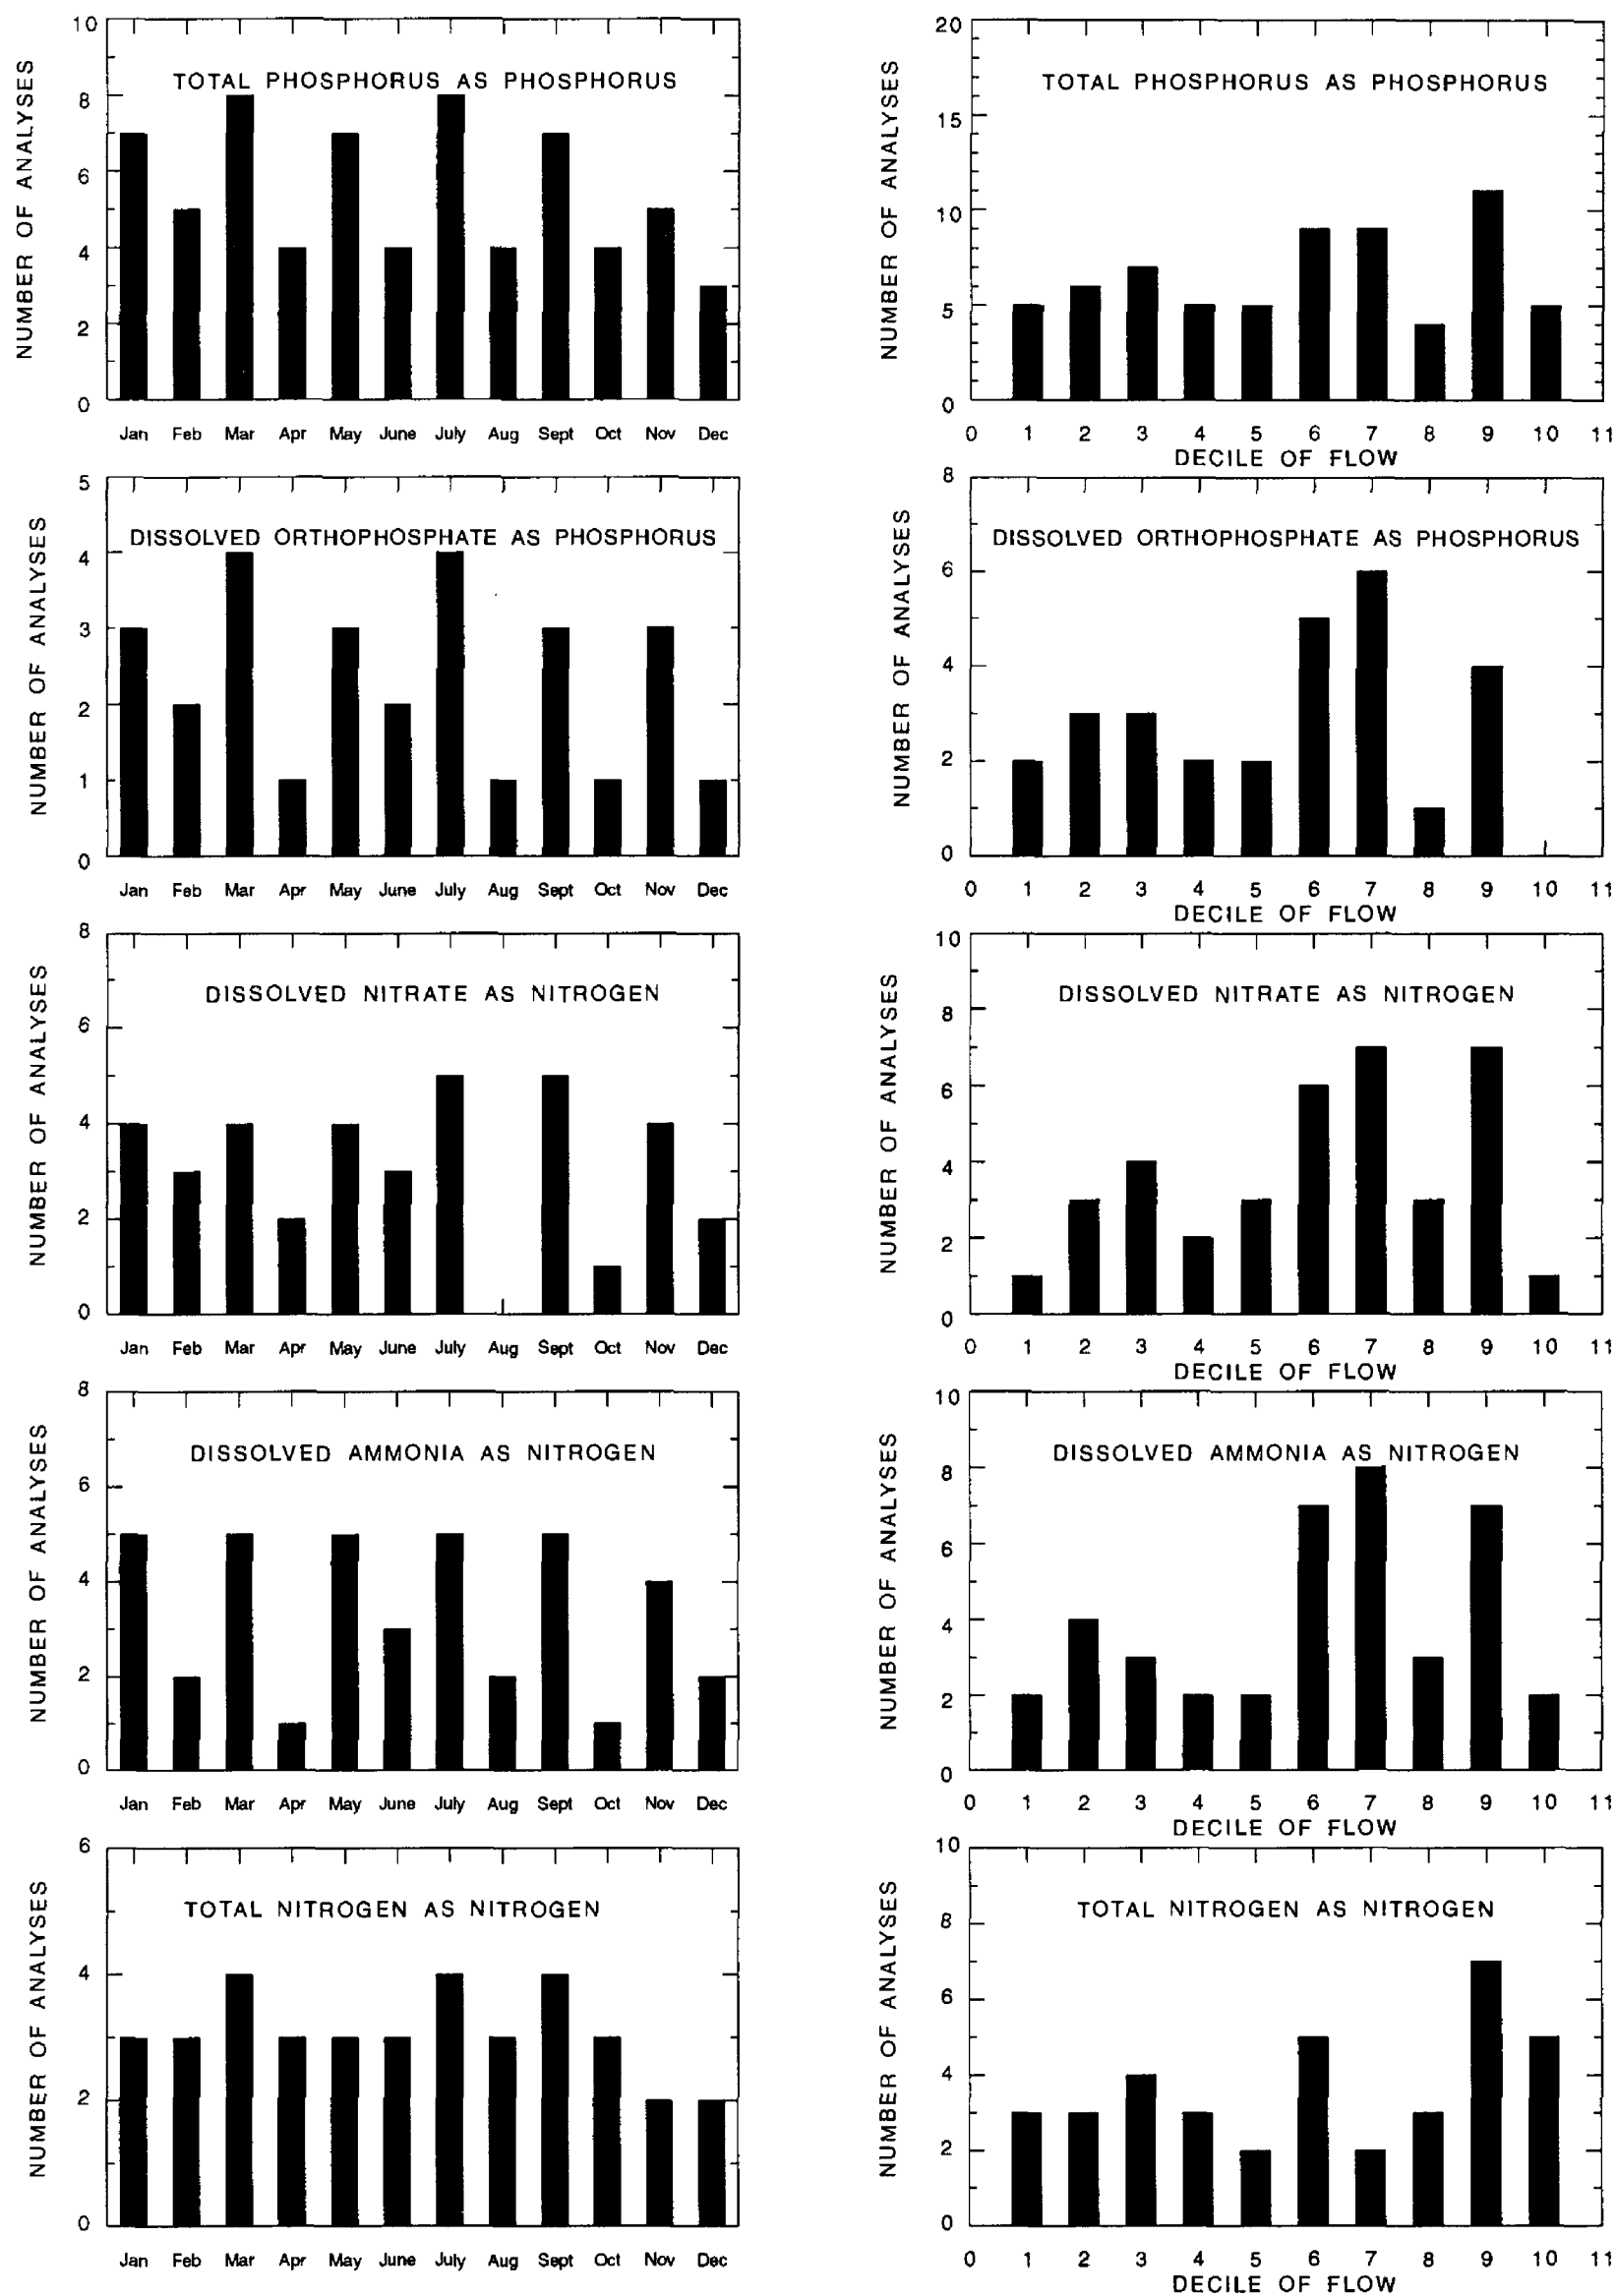 TOTAL PHOSPHORUS AS PHOSPHORUS
NUMBER OF ANALYSES
10
8
6
4
2
0
Jan Feb Mar Apr May June July Aug Sept Oct Nov Dec
TOTAL PHOSPHORUS AS PHOSPHORUS
NUMBER OF ANALYSES
20
15
10
5
0
0 1 2 3 4 5 6 7 8 9 10 11
DECILE OF FLOW
DISSOLVED ORTHOPHOSPHATE AS PHOSPHORUS
NUMBER OF ANALYSES
5
4
3
2
1
0
Jan Feb Mar Apr May June July Aug Sept Oct Nov Dec
DISSOLVED ORTHOPHOSPHATE AS PHOSPHORUS
NUMBER OF ANALYSES
8
6
4
2
0
0 1 2 3 4 5 6 7 8 9 10 11
DECILE OF FLOW
DISSOLVED NITRATE AS NITROGEN
NUMBER OF ANALYSES
8
6
4
2
0
Jan Feb Mar Apr May June July Aug Sept Oct Nov Dec
DISSOLVED NITRATE AS NITROGEN
NUMBER OF ANALYSES
10
8
6
4
2
0
0 1 2 3 4 5 6 7 8 9 10 11
DECILE OF FLOW
DISSOLVED AMMONIA AS NITROGEN
NUMBER OF ANALYSES
8
6
4
2
0
Jan Feb Mar Apr May June July Aug Sept Oct Nov Dec
DISSOLVED AMMONIA AS NITROGEN
NUMBER OF ANALYSES
10
8
6
4
2
0
0 1 2 3 4 5 6 7 8 9 10 11
DECILE OF FLOW
TOTAL NITROGEN AS NITROGEN
NUMBER OF ANALYSES
6
4
2
0
Jan Feb Mar Apr May June July Aug Sept Oct Nov Dec
TOTAL NITROGEN AS NITROGEN
NUMBER OF ANALYSES
10
8
6
4
2
0
0 1 2 3 4 5 6 7 8 9 10 11
DECILE OF FLOW